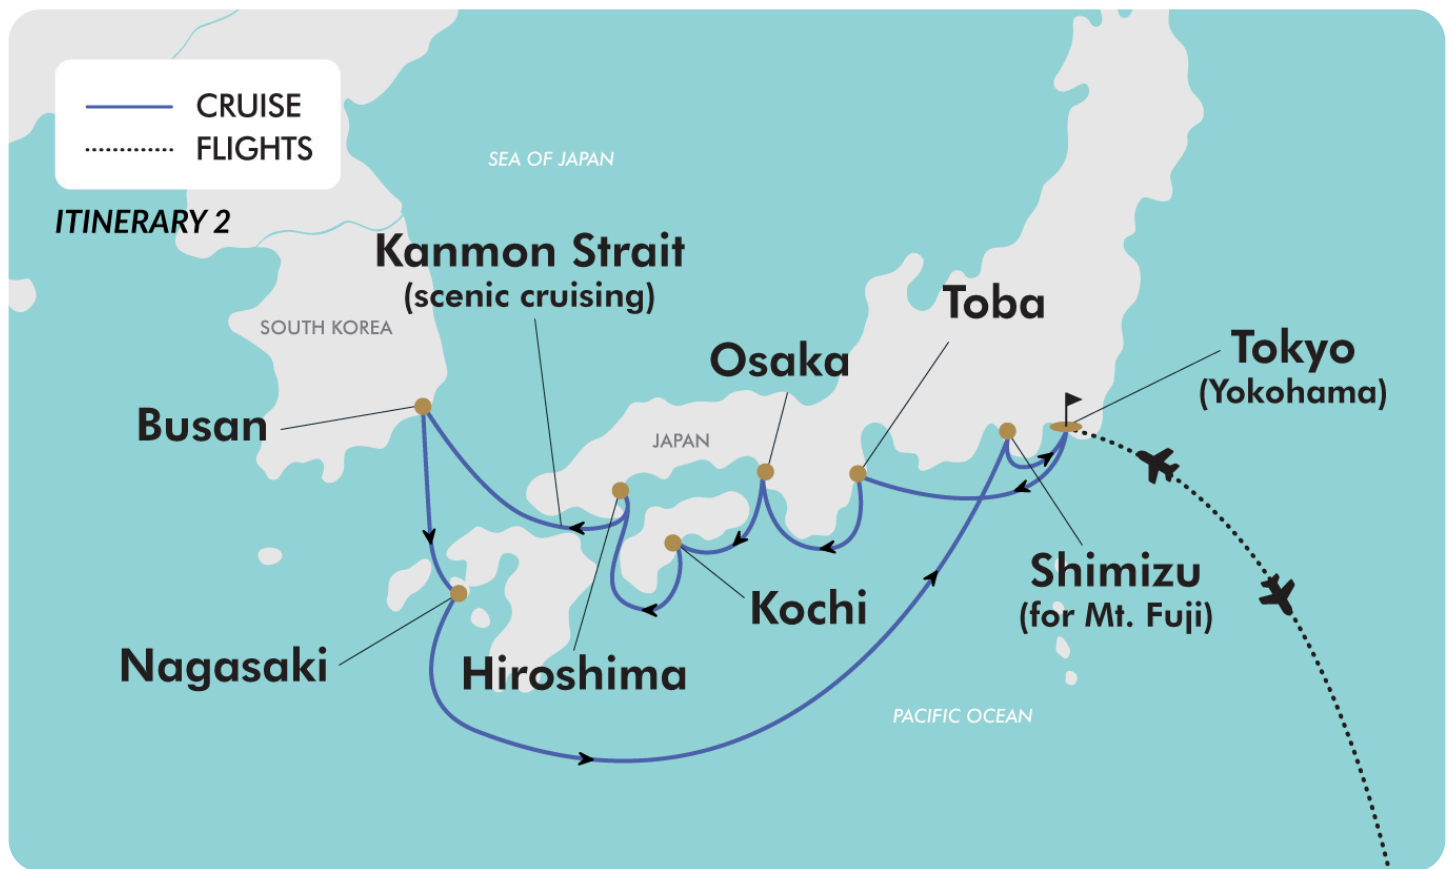 CRUISE
FLIGHTS
SEA OF JAPAN
ITINERARY 2
Kanmon Strait
(scenic cruising)
SOUTH KOREA
Toba
Osaka
Tokyo
(Yokohama)
Busan
JAPAN
Shimizu
(for Mt. Fuji)
Kochi
Nagasaki
Hiroshima
PACIFIC OCEAN